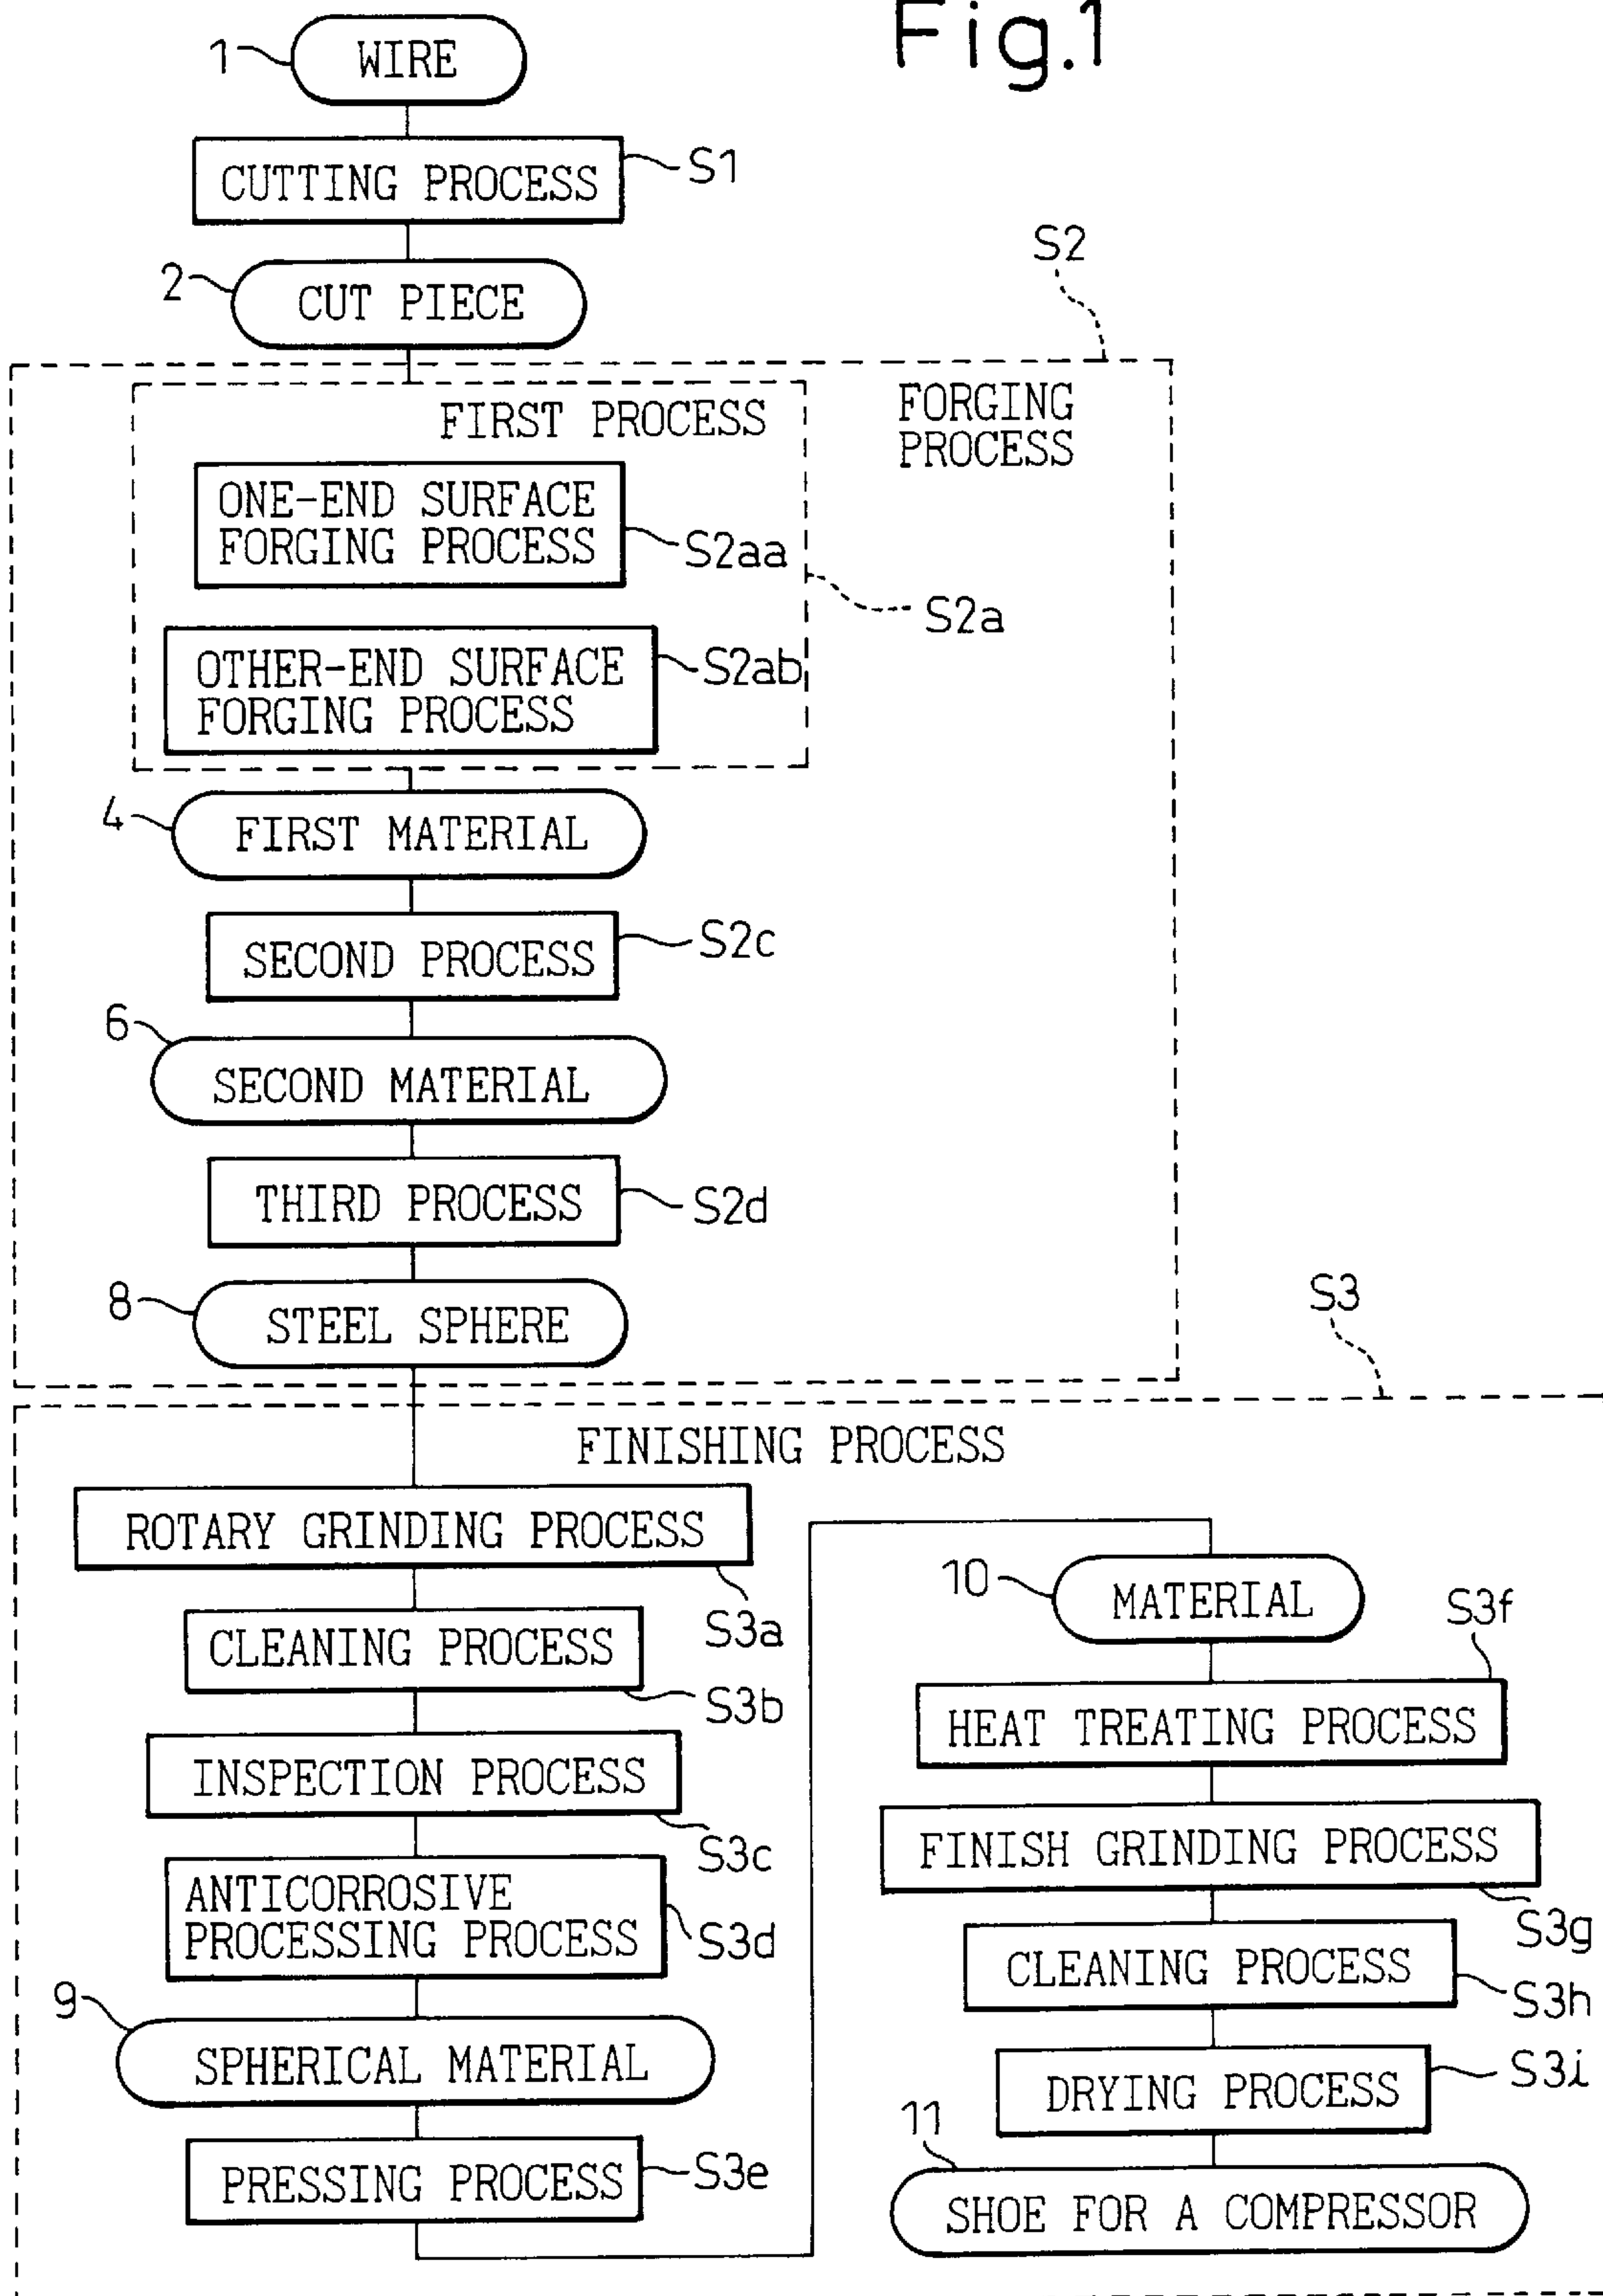 Fig.1
1
WIRE
CUTTING PROCESS
S1
2
CUT PIECE
S2
FORGING
PROCESS
FIRST PROCESS
ONE-END SURFACE
FORGING PROCESS
S2aa
S2a
OTHER-END SURFACE
FORGING PROCESS
S2ab
4
FIRST MATERIAL
SECOND PROCESS
S2c
6
SECOND MATERIAL
THIRD PROCESS
S2d
8
STEEL SPHERE
S3
FINISHING PROCESS
ROTARY GRINDING PROCESS
S3a
CLEANING PROCESS
S3b
INSPECTION PROCESS
S3c
ANTICORROSIVE
PROCESSING PROCESS
S3d
9
SPHERICAL MATERIAL
PRESSING PROCESS
S3e
10
MATERIAL
S3f
HEAT TREATING PROCESS
FINISH GRINDING PROCESS
S3g
CLEANING PROCESS
S3h
DRYING PROCESS
S3i
11
SHOE FOR A COMPRESSOR